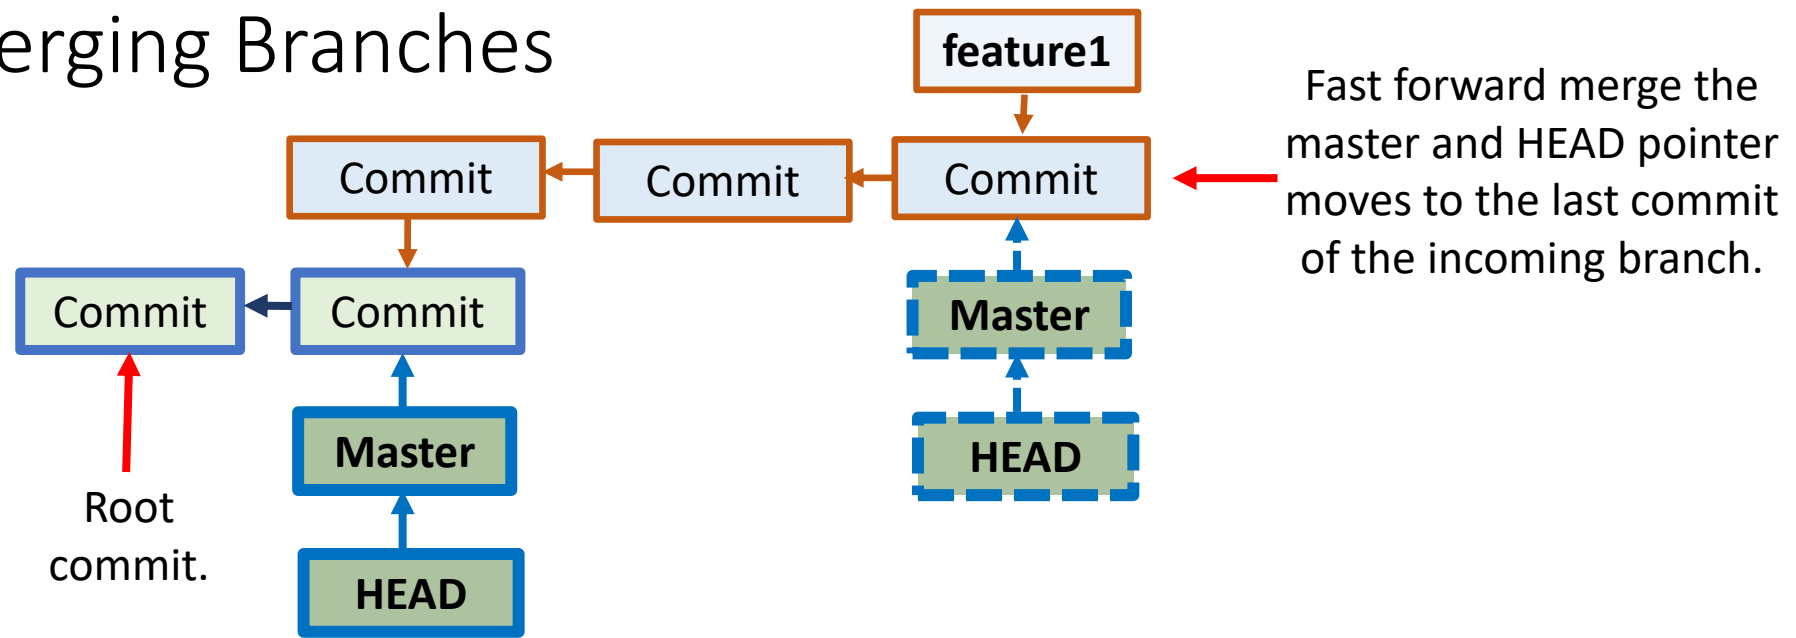 erging Branches
feature1
Fast forward merge the
master and HEAD pointer
moves to the last commit
of the incoming branch.
Commit
Commit
Commit
Commit
Commit
Master
Master
HEAD
Root
commit.
HEAD